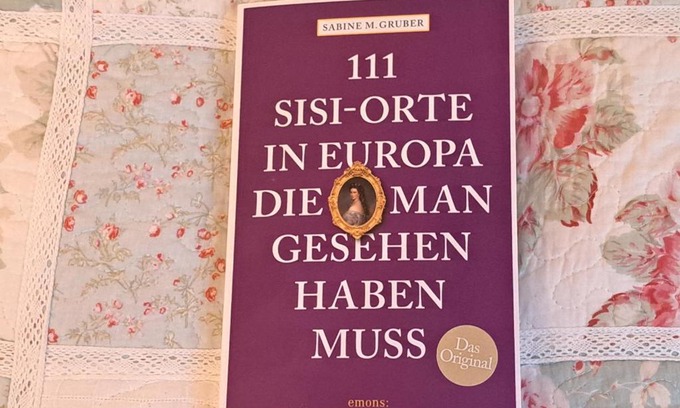 SABINE M. GRUBER
111
SISI-ORTE
IN EUROPA
DIE MAN
GESEHEN
HABEN
MUSS
Das
Original
emons: